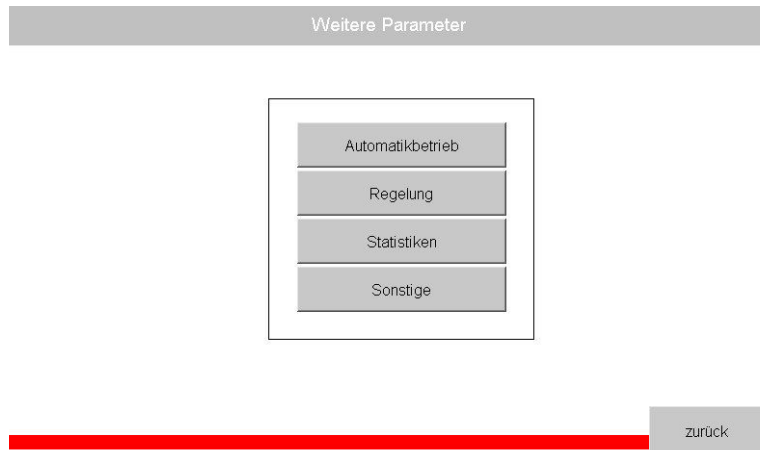 Weitere Parameter
Automatikbetrieb
Regelung
Statistiken
Sonstige
zurück